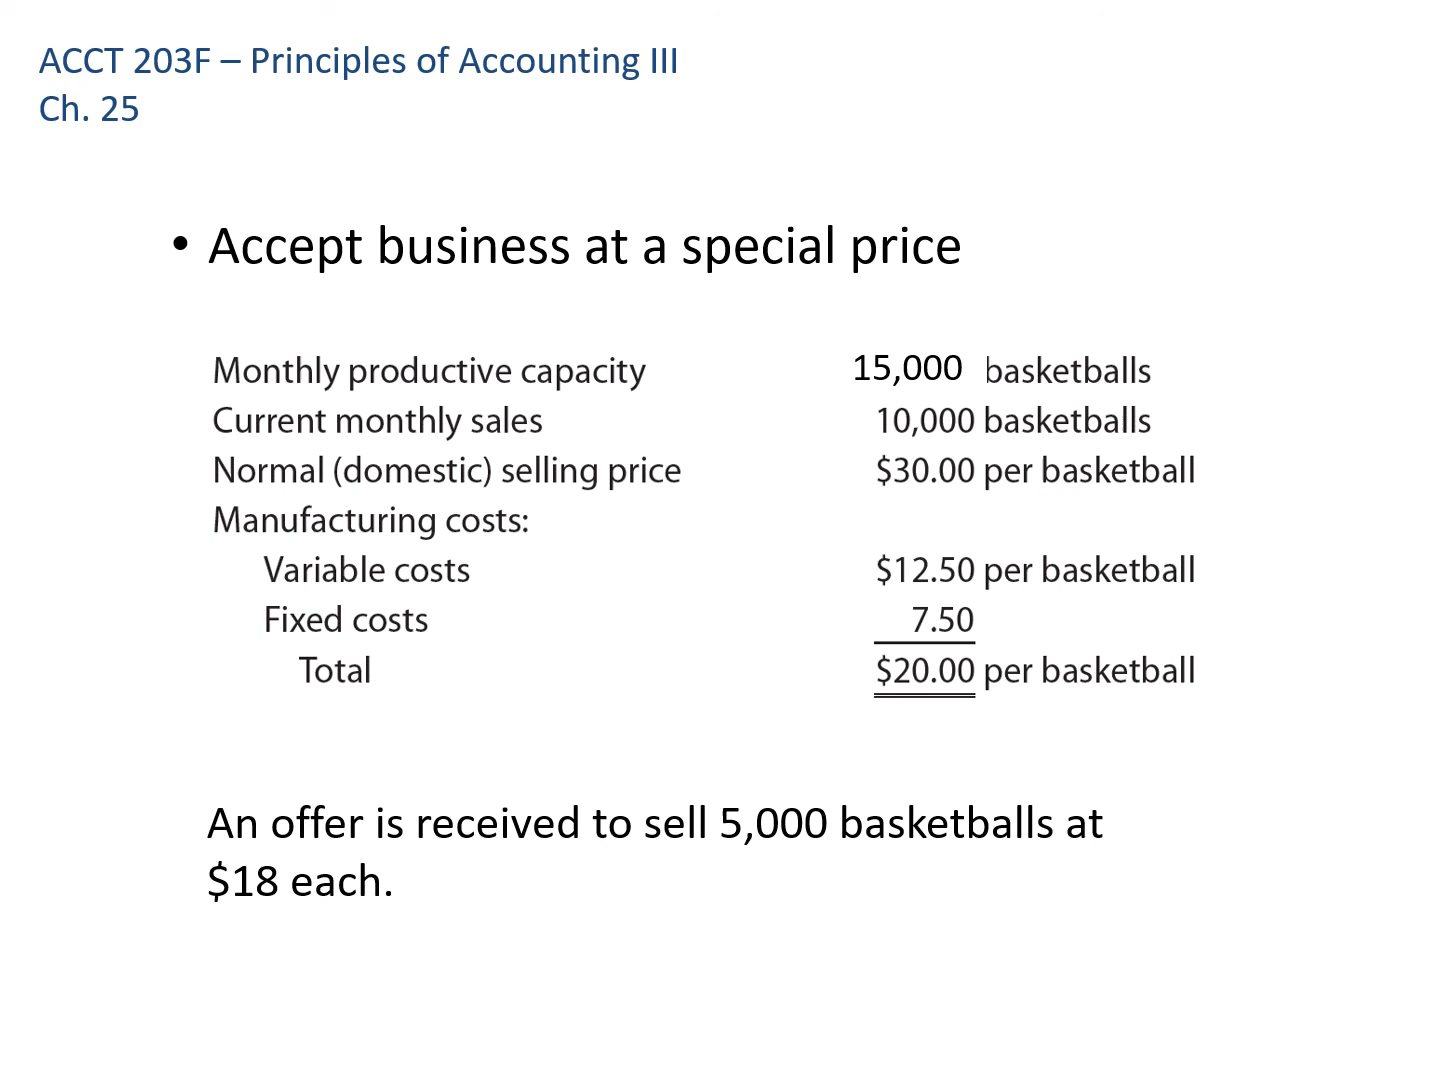 ACCT 203F – Principles of Accounting III
Ch. 25
• Accept business at a special price
Monthly productive capacity 15,000 basketballs
Current monthly sales 10,000 basketballs
Normal (domestic) selling price $30.00 per basketball
Manufacturing costs:
Variable costs $12.50 per basketball
Fixed costs 7.50
Total $20.00 per basketball
An offer is received to sell 5,000 basketballs at
$18 each.